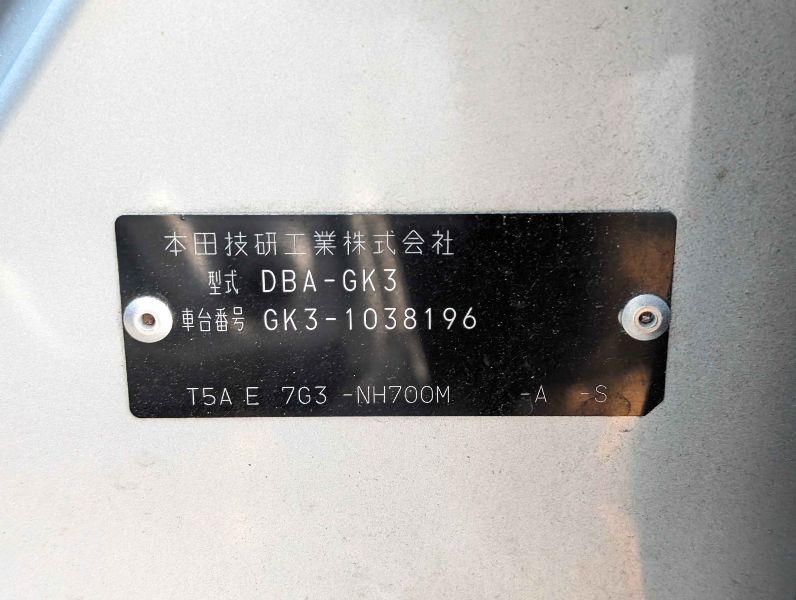 本田技研工業株式会社
型式 DBA-GK3
車台番号 GK3-1038196
T5A E 7G3 -NH700M -A -S